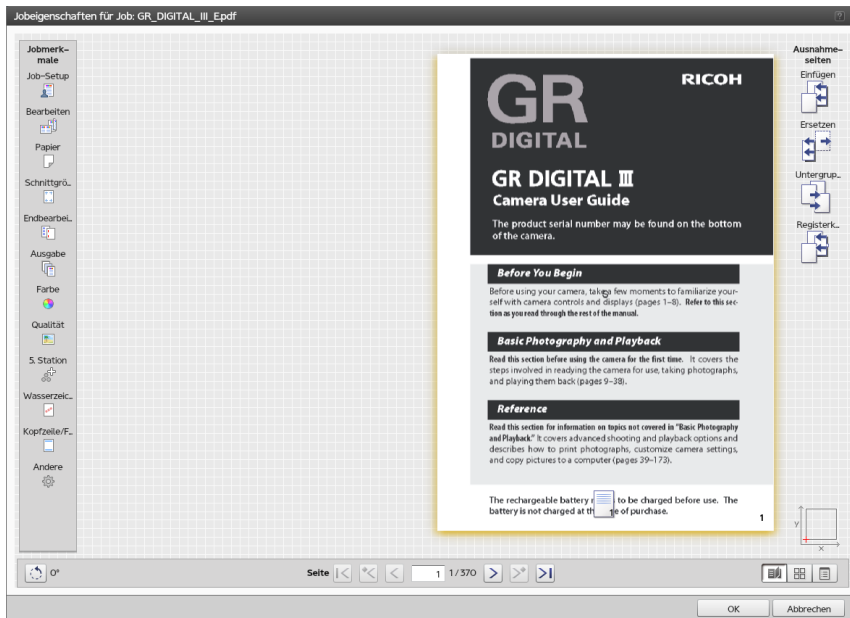 Jobeigenschaften für Job: GR_DIGITAL_III_E.pdf
Jobmerk-
male
Job-Setup
Bearbeiten
Papier
Schnittgrö...
Endbearbei...
Ausgabe
Farbe
Qualität
5. Station
Wasserzeic...
Kopfzeile/F...
Andere
RICOH
GR
DIGITAL
GR DIGITAL III
Camera User Guide
The product serial number may be found on the bottom
of the camera.
Before You Begin
Before using your camera, take a few moments to familiarize your-
self with camera controls and displays (pages 1–8). Refer to this sec-
tion as you read through the rest of the manual.
Basic Photography and Playback
Read this section before using the camera for the first time. It covers the
steps involved in readying the camera for use, taking photographs,
and playing them back (pages 9–38).
Reference
Read this section for information on topics not covered in “Basic Photography
and Playback.” It covers advanced shooting and playback options and
describes how to print photographs, customize camera settings,
and copy pictures to a computer (pages 39–173).
The rechargeable battery to be charged before use. The
battery is not charged at of purchase.
1
1
Ausnahme-
seiten
Einfügen
Ersetzen
Untergrup...
Registerk...
y
x
0°
Seite 1 1/370
OK Abbrechen